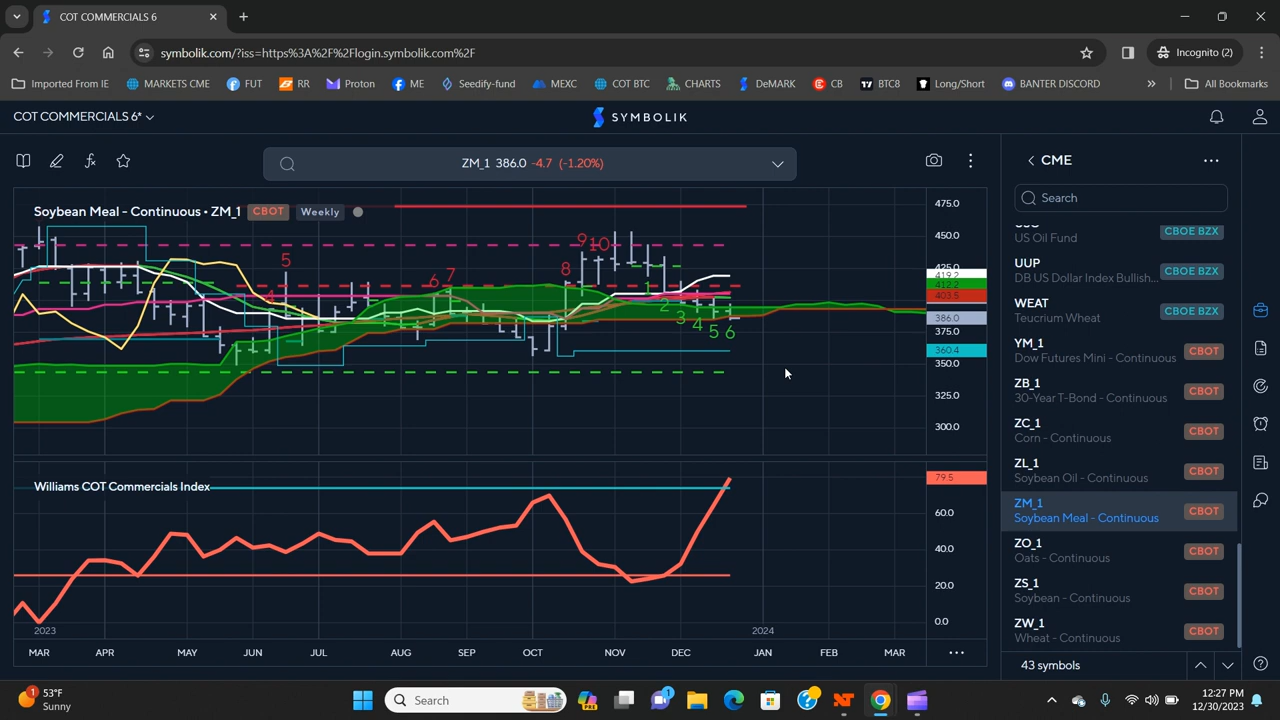 COT COMMERCIALS 6
symbolik.com/?iss=https%3A%2F%2Flogin.symbolik.com%2F
Incognito (2)
Imported From IE
MARKETS CME
FUT
RR
Proton
ME
Seedify-fund
MEXC
COT BTC
CHARTS
DeMARK
CB
BTC8
Long/Short
BANTER DISCORD
All Bookmarks
COT COMMERCIALS 6*
SYMBOLIK
ZM_1 386.0 -4.7 (-1.20%)
Soybean Meal - Continuous • ZM_1 CBOT Weekly
5
6 7
8
9 10
1
2
3
4
5 6
475.0
450.0
419.2
412.2
403.5
386.0
375.0
360.4
350.0
325.0
300.0
Williams COT Commercials Index
79.5
60.0
40.0
20.0
0.0
2023
2024
MAR APR MAY JUN JUL AUG SEP OCT NOV DEC JAN FEB MAR
CME
Search
US Oil Fund
CBOE BZX
UUP
DB US Dollar Index Bullish...
CBOE BZX
WEAT
Teucrium Wheat
CBOE BZX
YM_1
Dow Futures Mini - Continuous
CBOT
ZB_1
30-Year T-Bond - Continuous
CBOT
ZC_1
Corn - Continuous
CBOT
ZL_1
Soybean Oil - Continuous
CBOT
ZM_1
Soybean Meal - Continuous
CBOT
ZO_1
Oats - Continuous
CBOT
ZS_1
Soybean - Continuous
CBOT
ZW_1
Wheat - Continuous
CBOT
43 symbols
1
53°F
Sunny
Search
PRE
1
12:27 PM
12/30/2023